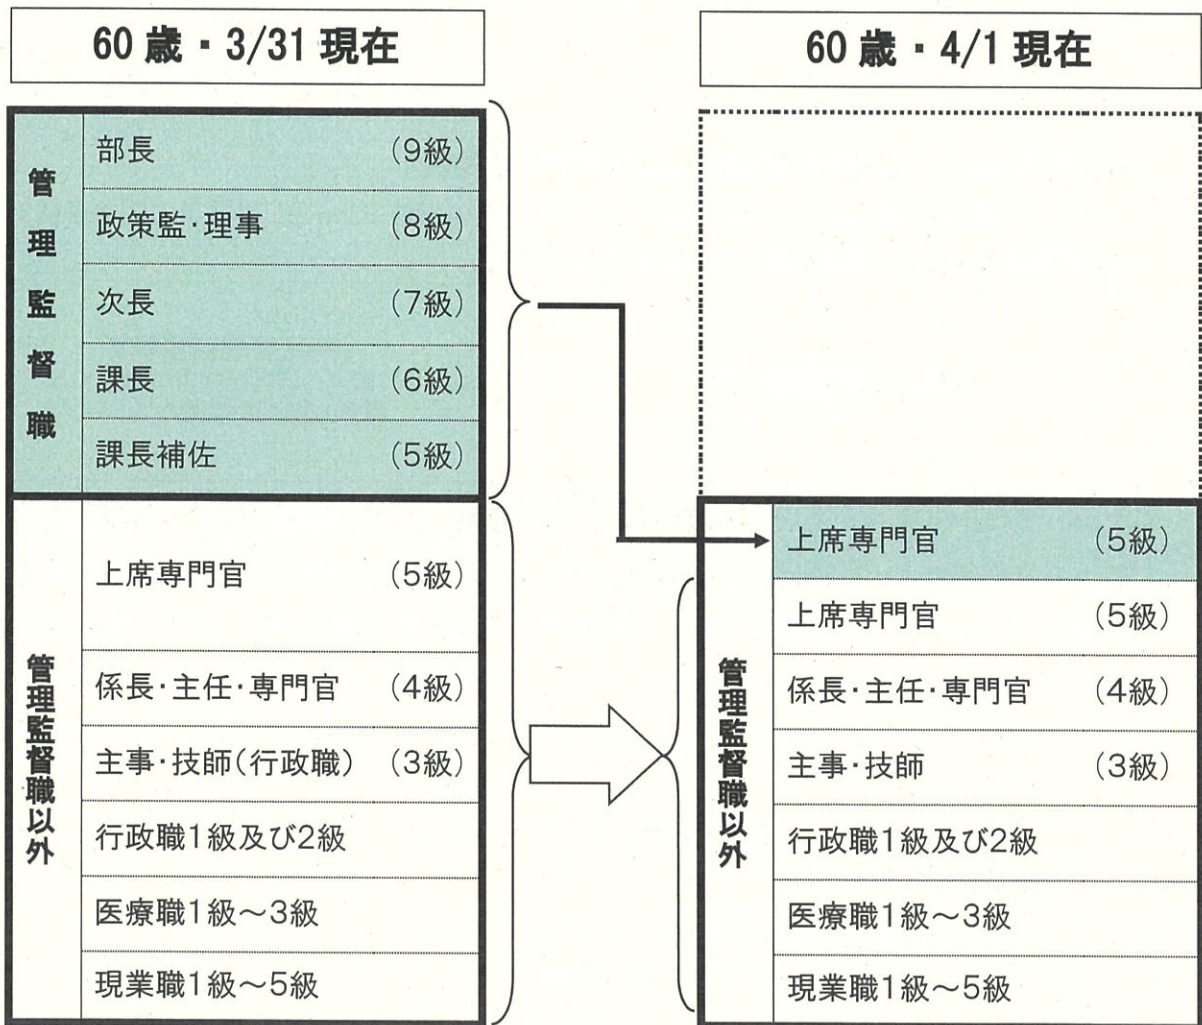 60歳・3/31現在
管理監督職
部長 (9級)
政策監・理事 (8級)
次長 (7級)
課長 (6級)
課長補佐 (5級)
管理監督職以外
上席専門官 (5級)
係長・主任・専門官 (4級)
主事・技師(行政職) (3級)
行政職1級及び2級
医療職1級～3級
現業職1級～5級
60歳・4/1現在
管理監督職以外
上席専門官 (5級)
上席専門官 (5級)
係長・主任・専門官 (4級)
主事・技師 (3級)
行政職1級及び2級
医療職1級～3級
現業職1級～5級